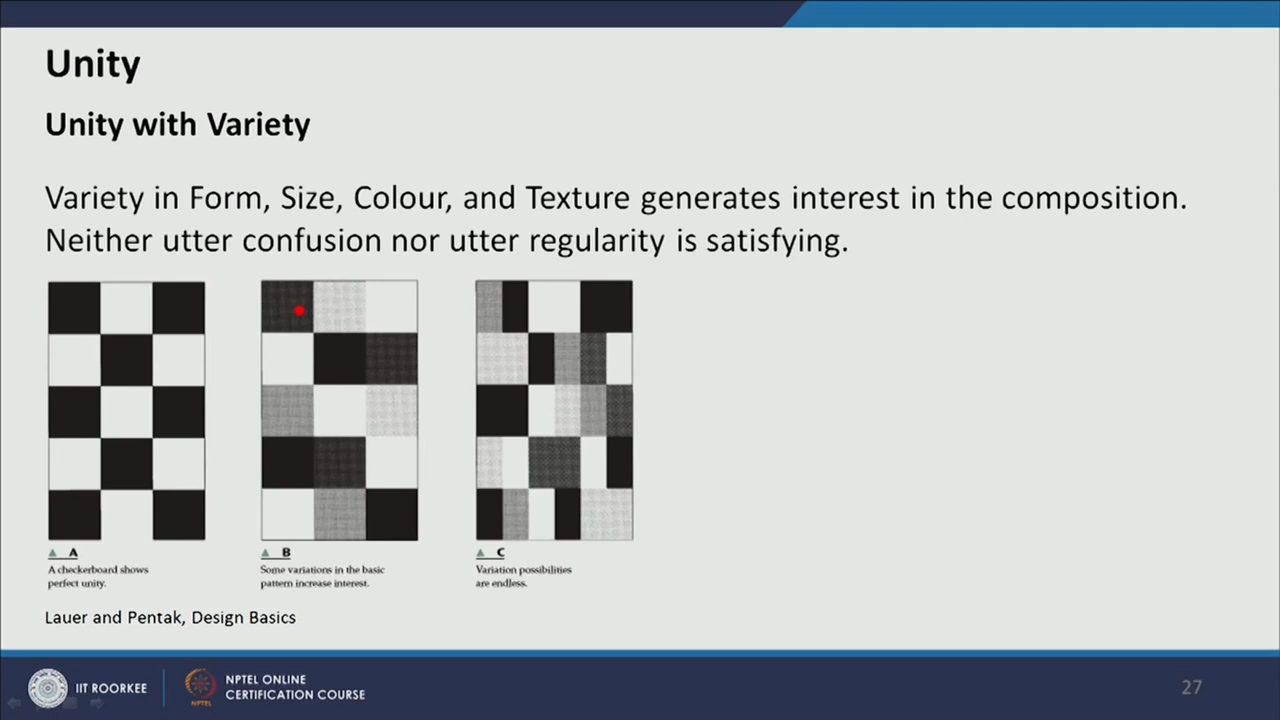 Unity
Unity with Variety
Variety in Form, Size, Colour, and Texture generates interest in the composition.
Neither utter confusion nor utter regularity is satisfying.
A
A checkerboard shows
perfect unity.
B
Some variations in the basic
pattern increase interest.
C
Variation possibilities
are endless.
Lauer and Pentak, Design Basics
IIT ROORKEE
NPTEL
NPTEL ONLINE
CERTIFICATION COURSE
27